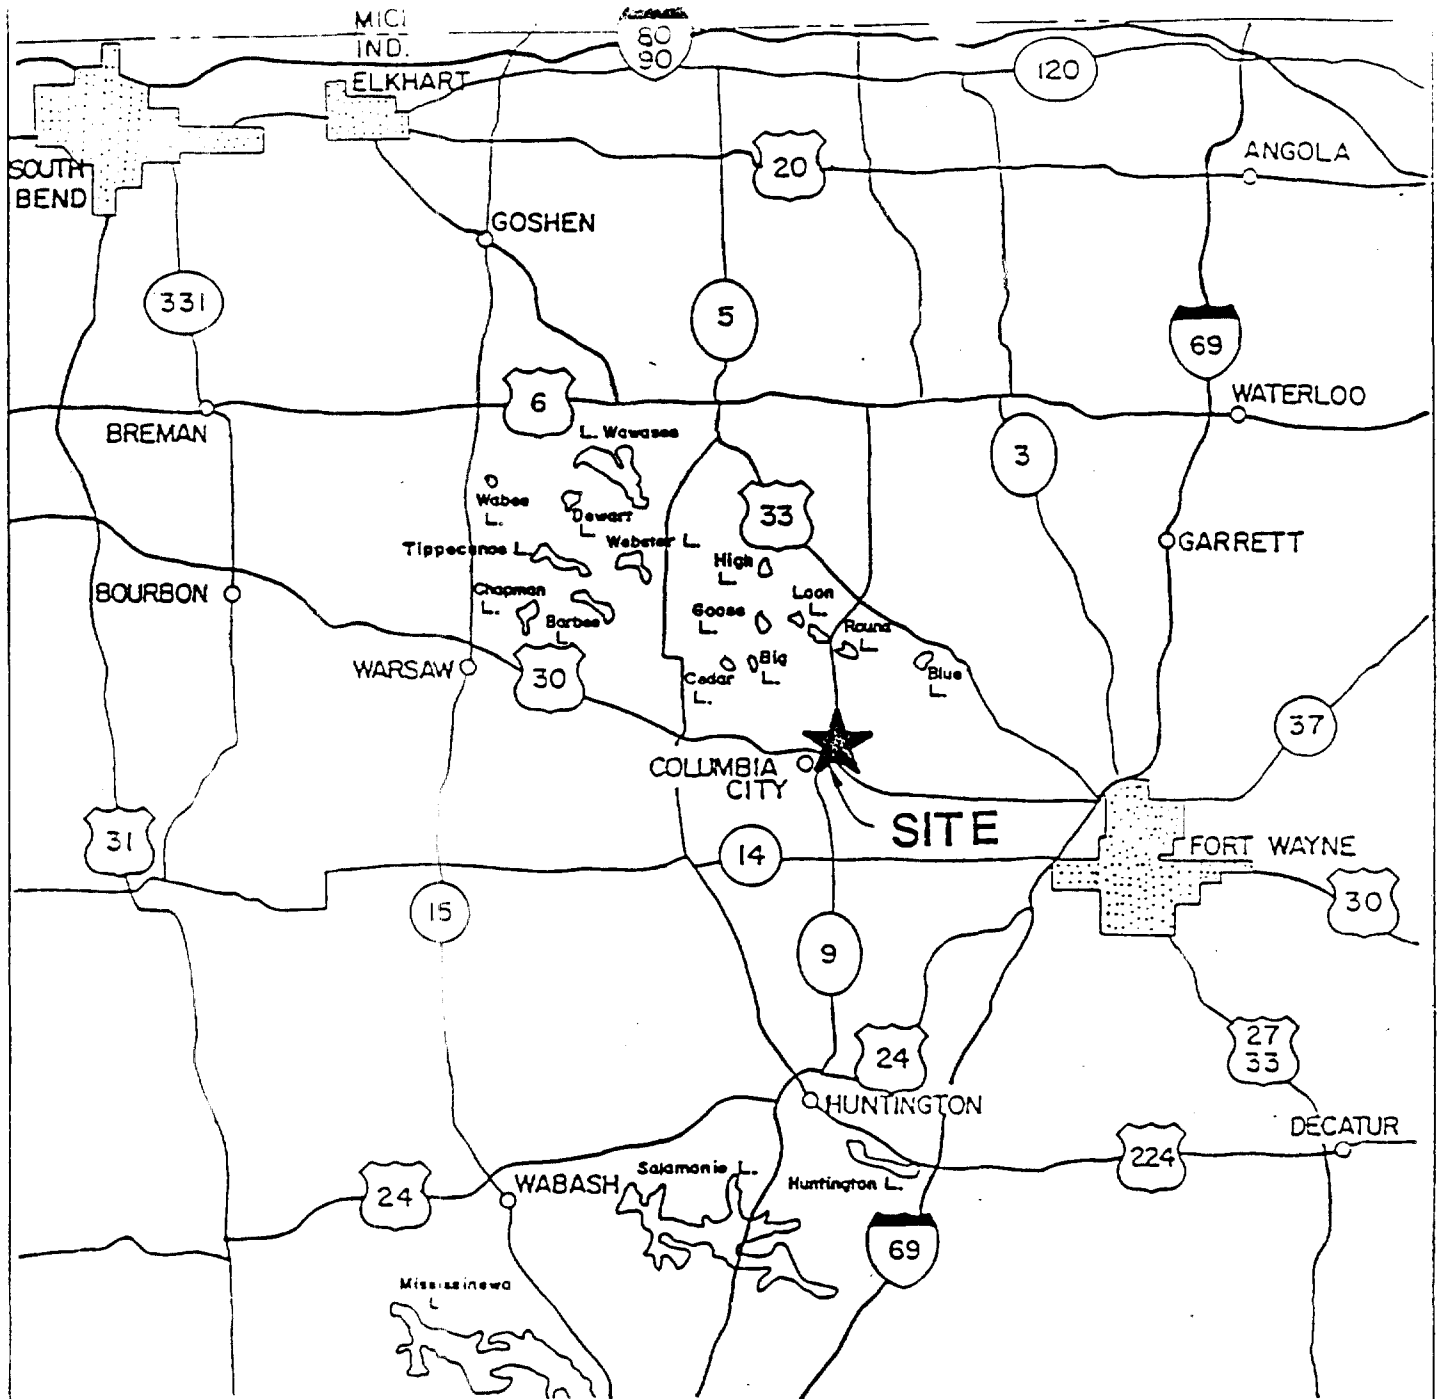 MICI
IND.
80
90
ELKHART
120
SOUTH
BEND
20
ANGOLA
GOSHEN
331
5
69
6
WATERLOO
BREMAN
L. Wawasee
3
Wabee
L.
Dewart
L.
33
Tippecanoe L.
Webster L.
GARRETT
High
L.
BOURBON
Chapman
L.
Loon
L.
Goose
L.
Barbee
L.
Round
L.
WARSAW
30
Big
L.
Cedar
L.
Blue
L.
37
COLUMBIA
CITY
SITE
31
14
FORT WAYNE
15
30
9
24
27
33
HUNTINGTON
DECATUR
224
24
WABASH
Salamonie L.
Huntington L.
69
Mississinewa
L